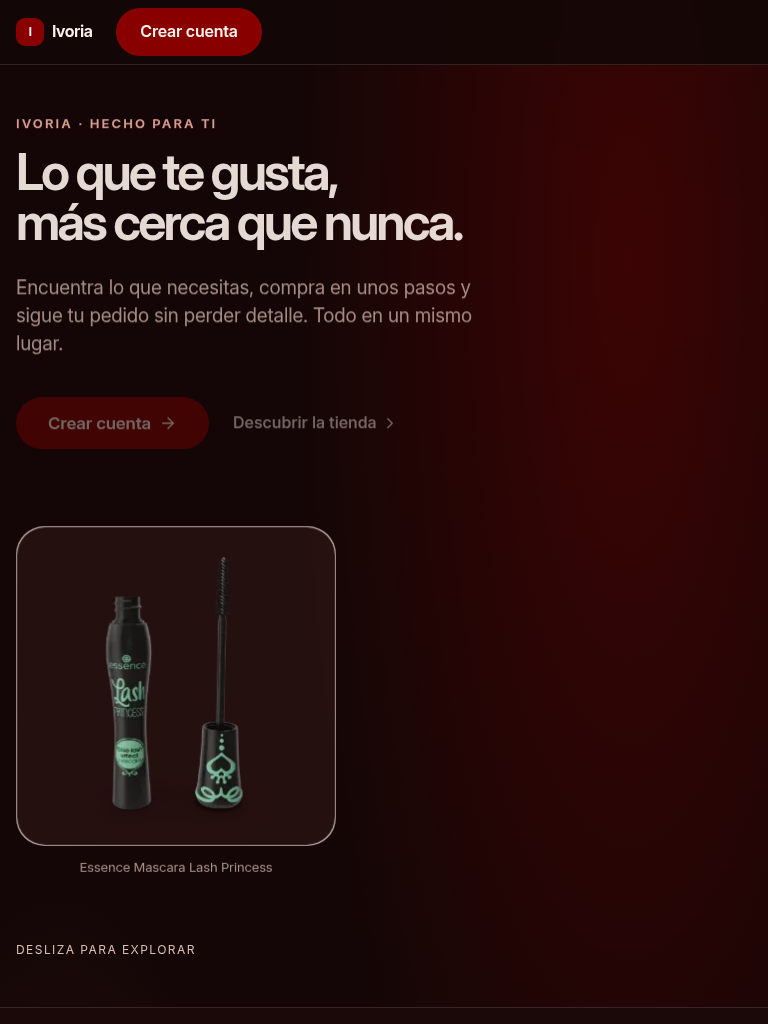 I Ivoria Crear cuenta
IVORIA · HECHO PARA TI
Lo que te gusta,
más cerca que nunca.
Encuentra lo que necesitas, compra en unos pasos y
sigue tu pedido sin perder detalle. Todo en un mismo
lugar.
Crear cuenta Descubrir la tienda
essence
Lash
PRINCESS
Essence Mascara Lash Princess
DESLIZA PARA EXPLORAR